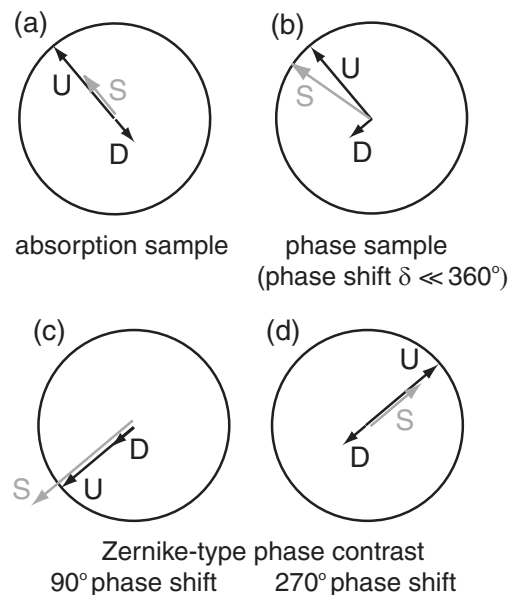 (a)
U
S
D
absorption sample
(b)
U
S
D
phase sample
(phase shift δ ≪ 360°)
(c)
D
S
U
(d)
U
S
D
Zernike-type phase contrast
90° phase shift
270° phase shift